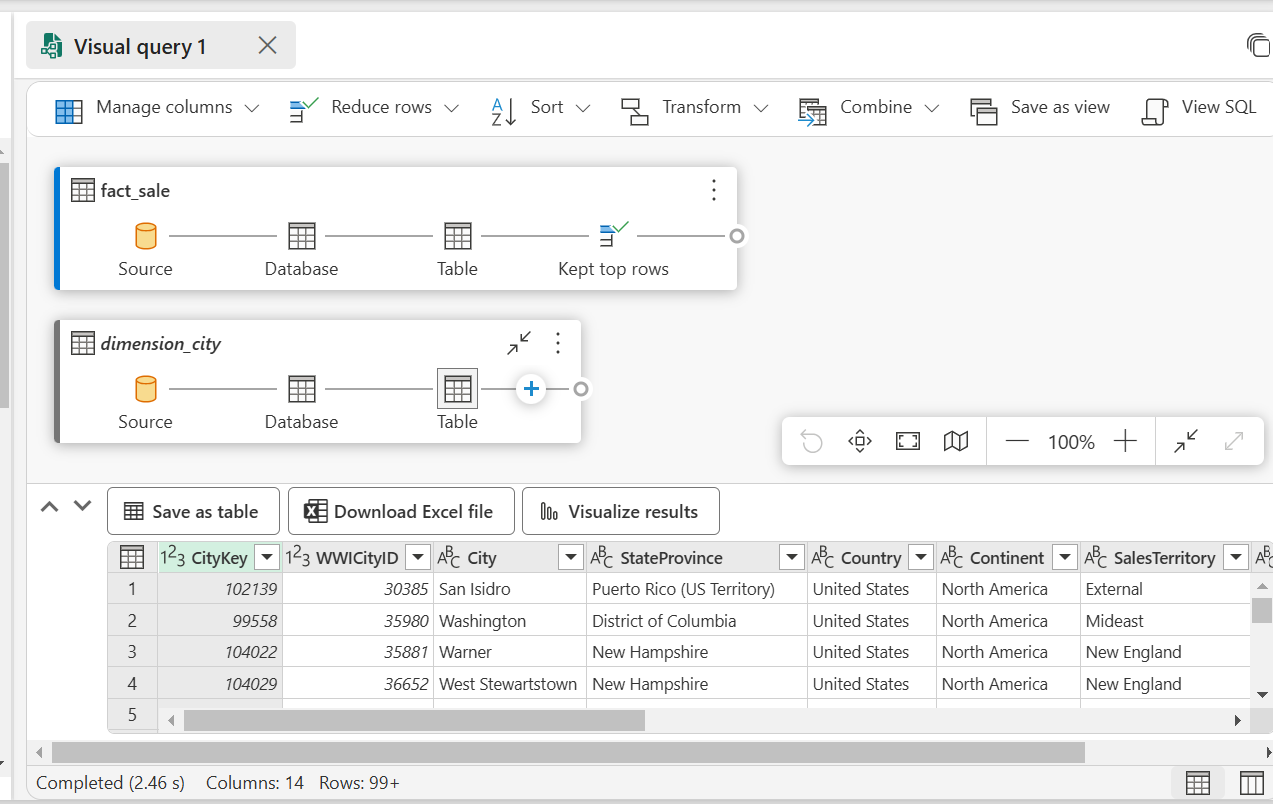 Visual query 1
Manage columns Reduce rows Sort Transform Combine Save as view View SQL
fact_sale
Source Database Table Kept top rows
dimension_city
Source Database Table
100%
Save as table Download Excel file Visualize results
CityKey WWICityID City StateProvince Country Continent SalesTerritory
1 102139 30385 San Isidro Puerto Rico (US Territory) United States North America External
2 99558 35980 Washington District of Columbia United States North America Mideast
3 104022 35881 Warner New Hampshire United States North America New England
4 104029 36652 West Stewartstown New Hampshire United States North America New England
5
Completed (2.46 s) Columns: 14 Rows: 99+